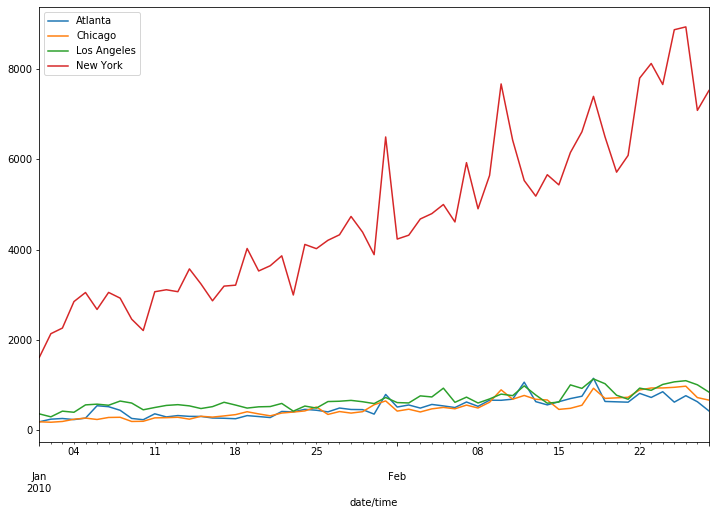 Atlanta
Chicago
Los Angeles
New York
8000
6000
4000
2000
0
04 11 18 25 08 15 22
Jan Feb
2010
date/time